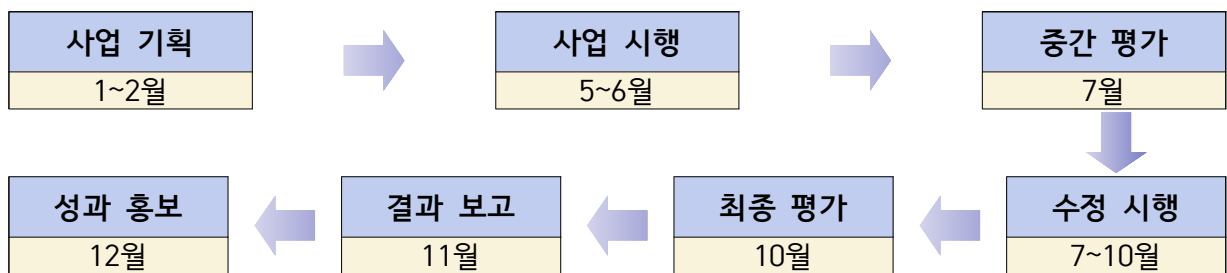 사업 기획
1~2월
사업 시행
5~6월
중간 평가
7월
수정 시행
7~10월
최종 평가
10월
결과 보고
11월
성과 홍보
12월